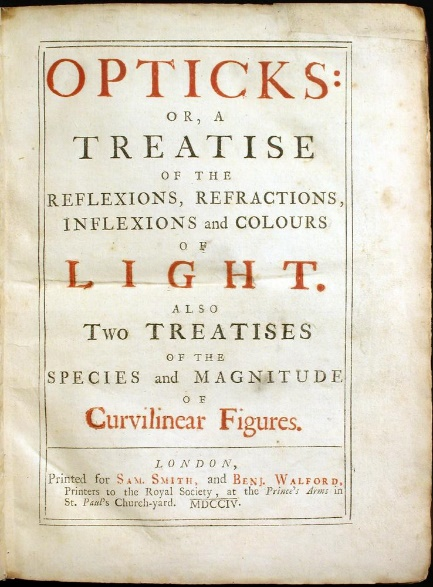 OPTICKS:
OR, A
TREATISE
OF THE
REFLEXIONS, REFRACTIONS,
INFLEXIONS and COLOURS
OF
LIGHT.
ALSO
Two TREATISES
OF THE
SPECIES and MAGNITUDE
OF
Curvilinear Figures.
LONDON,
Printed for SAM. SMITH, and BENJ. WALFORD,
Printers to the Royal Society, at the Prince's Arms in
St. Paul's Church-yard. MDCCIV.